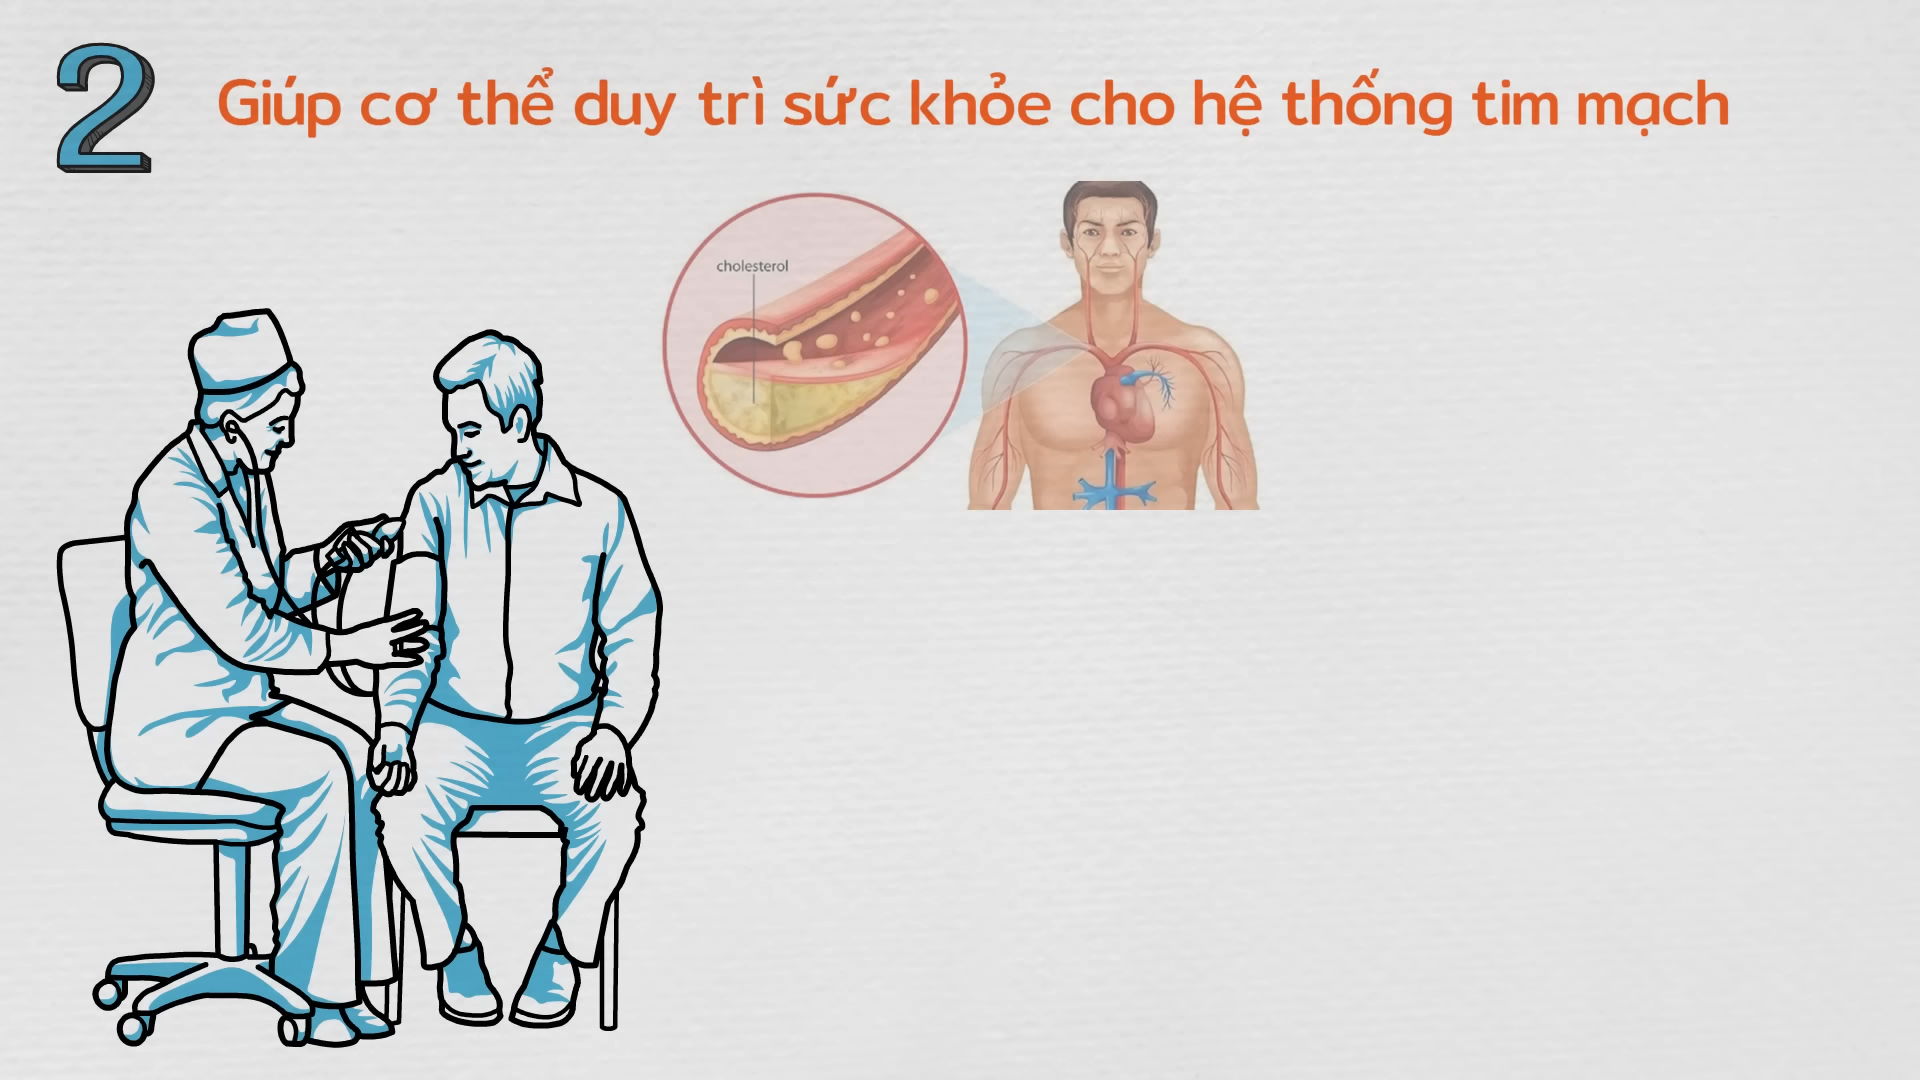 2
Giúp cơ thể duy trì sức khỏe cho hệ thống tim mạch
cholesterol